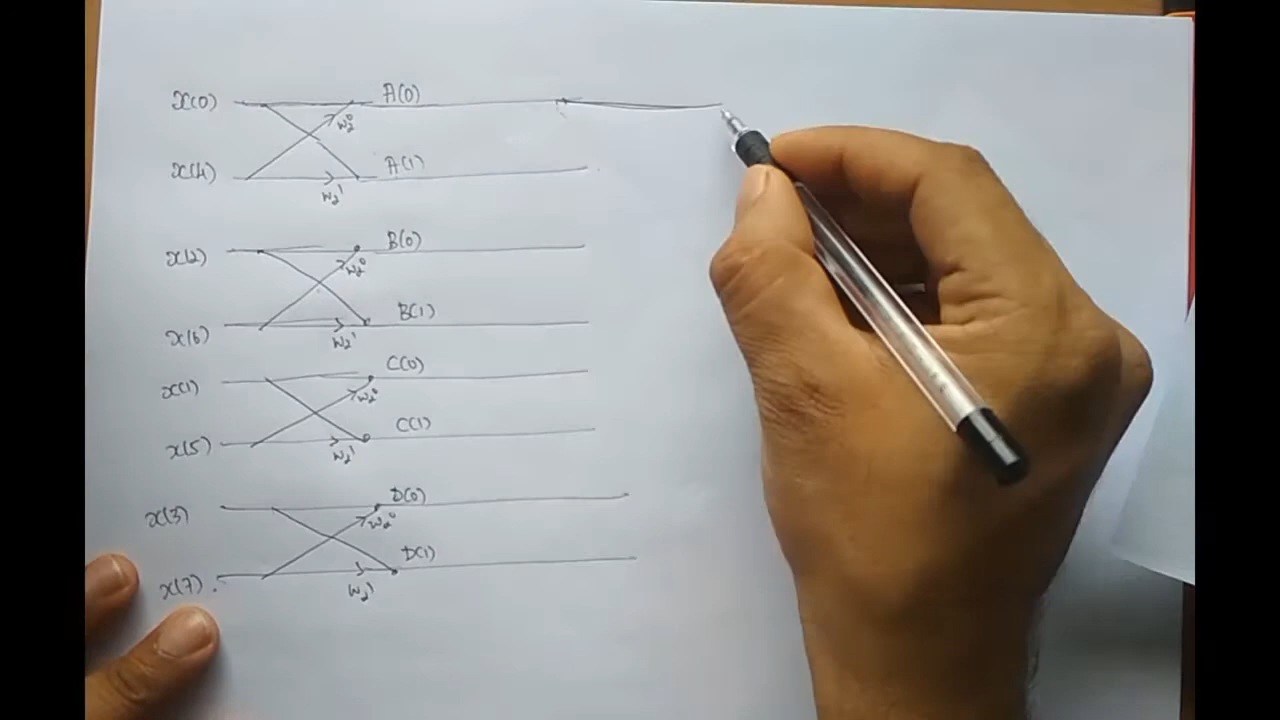 x(0) A(0)
W₂⁰
x(4) A(1)
W₂¹
x(2) B(0)
W₂⁰
x(6) B(1)
W₂¹
x(1) C(0)
W₂⁰
x(5) C(1)
W₂¹
x(3) D(0)
W₂⁰
x(7). D(1)
W₂¹